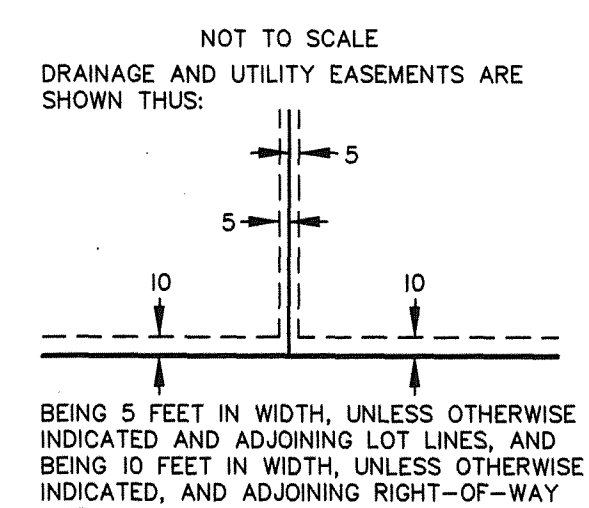 NOT TO SCALE
DRAINAGE AND UTILITY EASEMENTS ARE
SHOWN THUS:
5
5
10
10
BEING 5 FEET IN WIDTH, UNLESS OTHERWISE
INDICATED AND ADJOINING LOT LINES, AND
BEING 10 FEET IN WIDTH, UNLESS OTHERWISE
INDICATED, AND ADJOINING RIGHT-OF-WAY